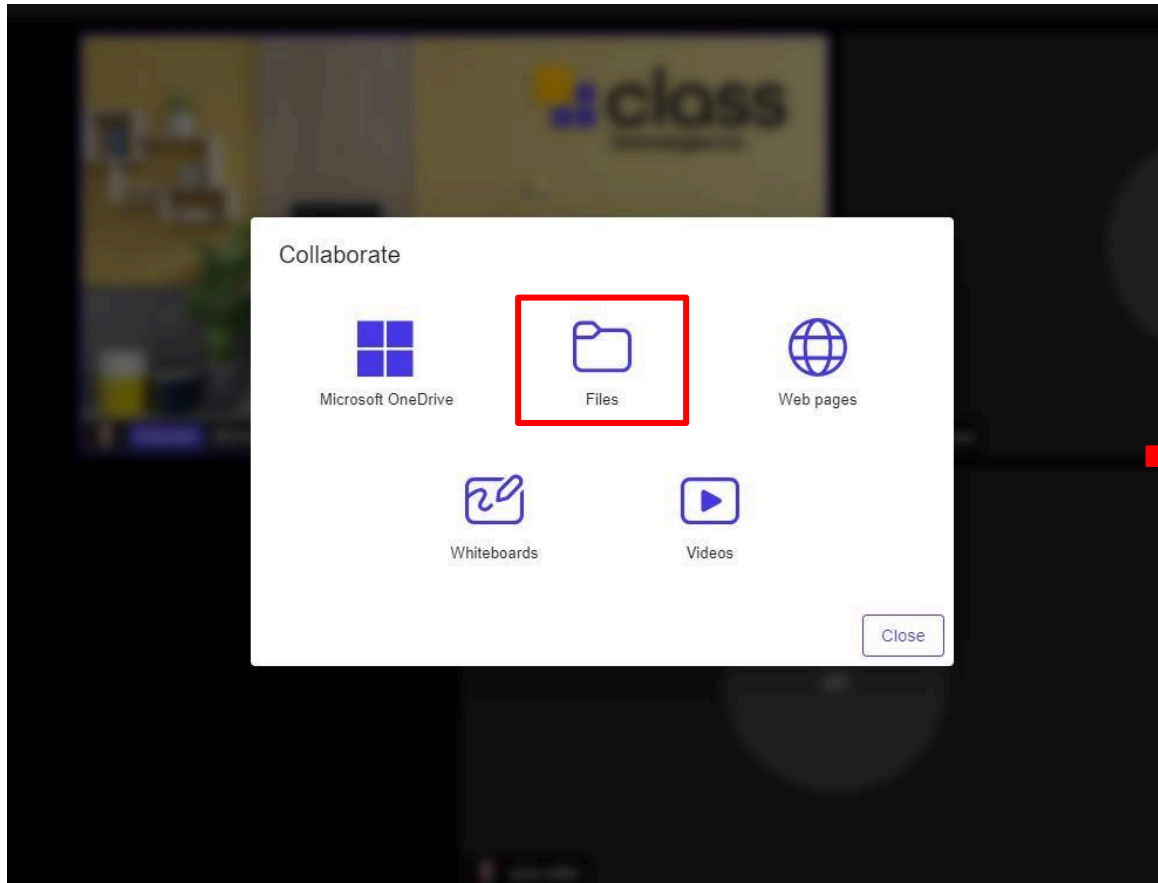 class
Collaborate
Microsoft OneDrive
Files
Web pages
Whiteboards
Videos
Close